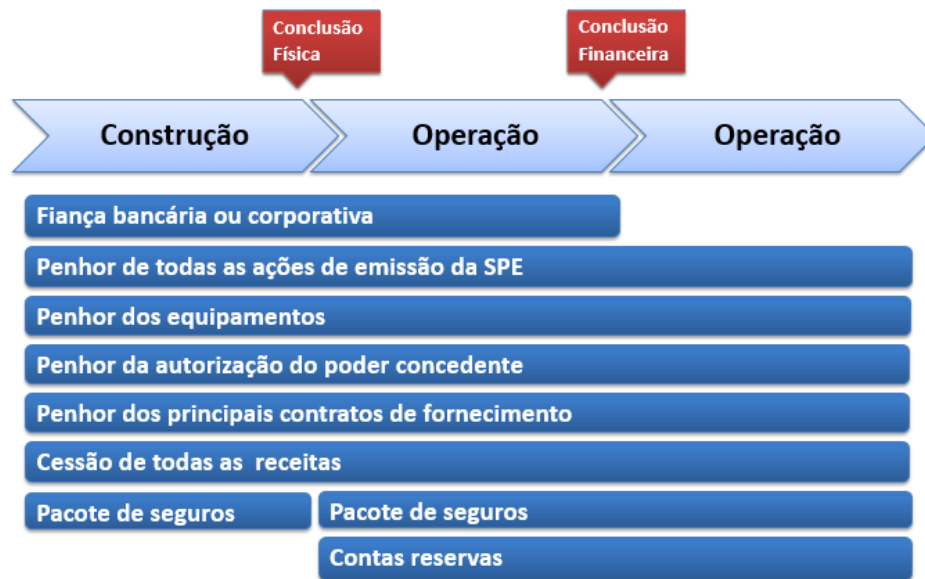 Conclusão
Física
Conclusão
Financeira
Construção
Operação
Operação
Fiança bancária ou corporativa
Penhor de todas as ações de emissão da SPE
Penhor dos equipamentos
Penhor da autorização do poder concedente
Penhor dos principais contratos de fornecimento
Cessão de todas as receitas
Pacote de seguros
Pacote de seguros
Contas reservas